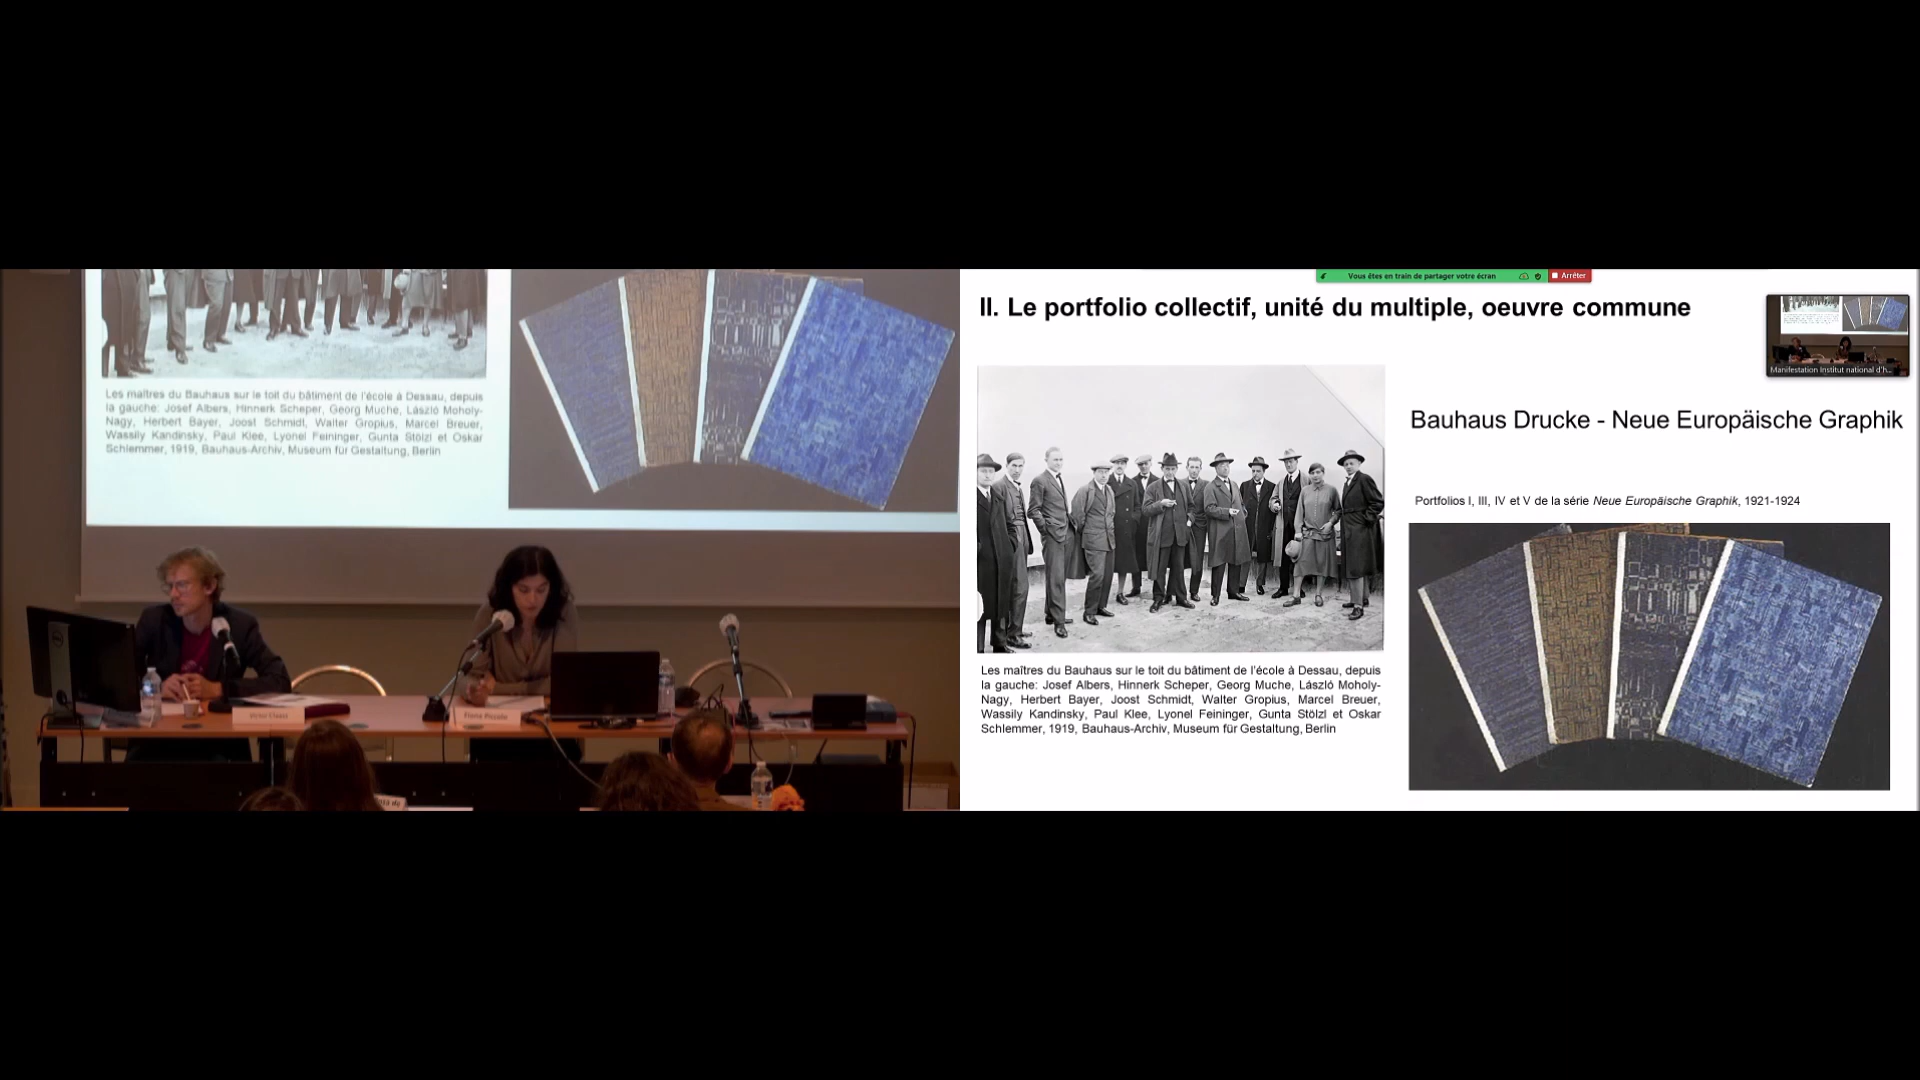 Les maîtres du Bauhaus sur le toit du bâtiment de l'école à Dessau, depuis
la gauche: Josef Albers, Hinnerk Scheper, Georg Muche, László Moholy-
Nagy, Herbert Bayer, Joost Schmidt, Walter Gropius, Marcel Breuer,
Wassily Kandinsky, Paul Klee, Lyonel Feininger, Gunta Stölzl et Oskar
Schlemmer, 1919, Bauhaus-Archiv, Museum für Gestaltung, Berlin
Victor Claass
Fiona Piccolo
Vous êtes en train de partager votre écran
Arrêter
II. Le portfolio collectif, unité du multiple, oeuvre commune
Manifestation Institut national d'h...
Bauhaus Drucke - Neue Europäische Graphik
Portfolios I, III, IV et V de la série Neue Europäische Graphik, 1921-1924
Les maîtres du Bauhaus sur le toit du bâtiment de l'école à Dessau, depuis
la gauche: Josef Albers, Hinnerk Scheper, Georg Muche, László Moholy-
Nagy, Herbert Bayer, Joost Schmidt, Walter Gropius, Marcel Breuer,
Wassily Kandinsky, Paul Klee, Lyonel Feininger, Gunta Stölzl et Oskar
Schlemmer, 1919, Bauhaus-Archiv, Museum für Gestaltung, Berlin